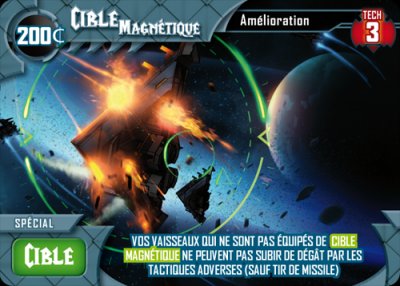 200
CIBLE MAGNÉTIQUE
Amélioration
TECH
3
SPÉCIAL
CIBLE
VOS VAISSEAUX QUI NE SONT PAS ÉQUIPÉS DE CIBLE
MAGNÉTIQUE NE PEUVENT PAS SUBIR DE DÉGÂT PAR LES
TACTIQUES ADVERSES (SAUF TIR DE MISSILE)